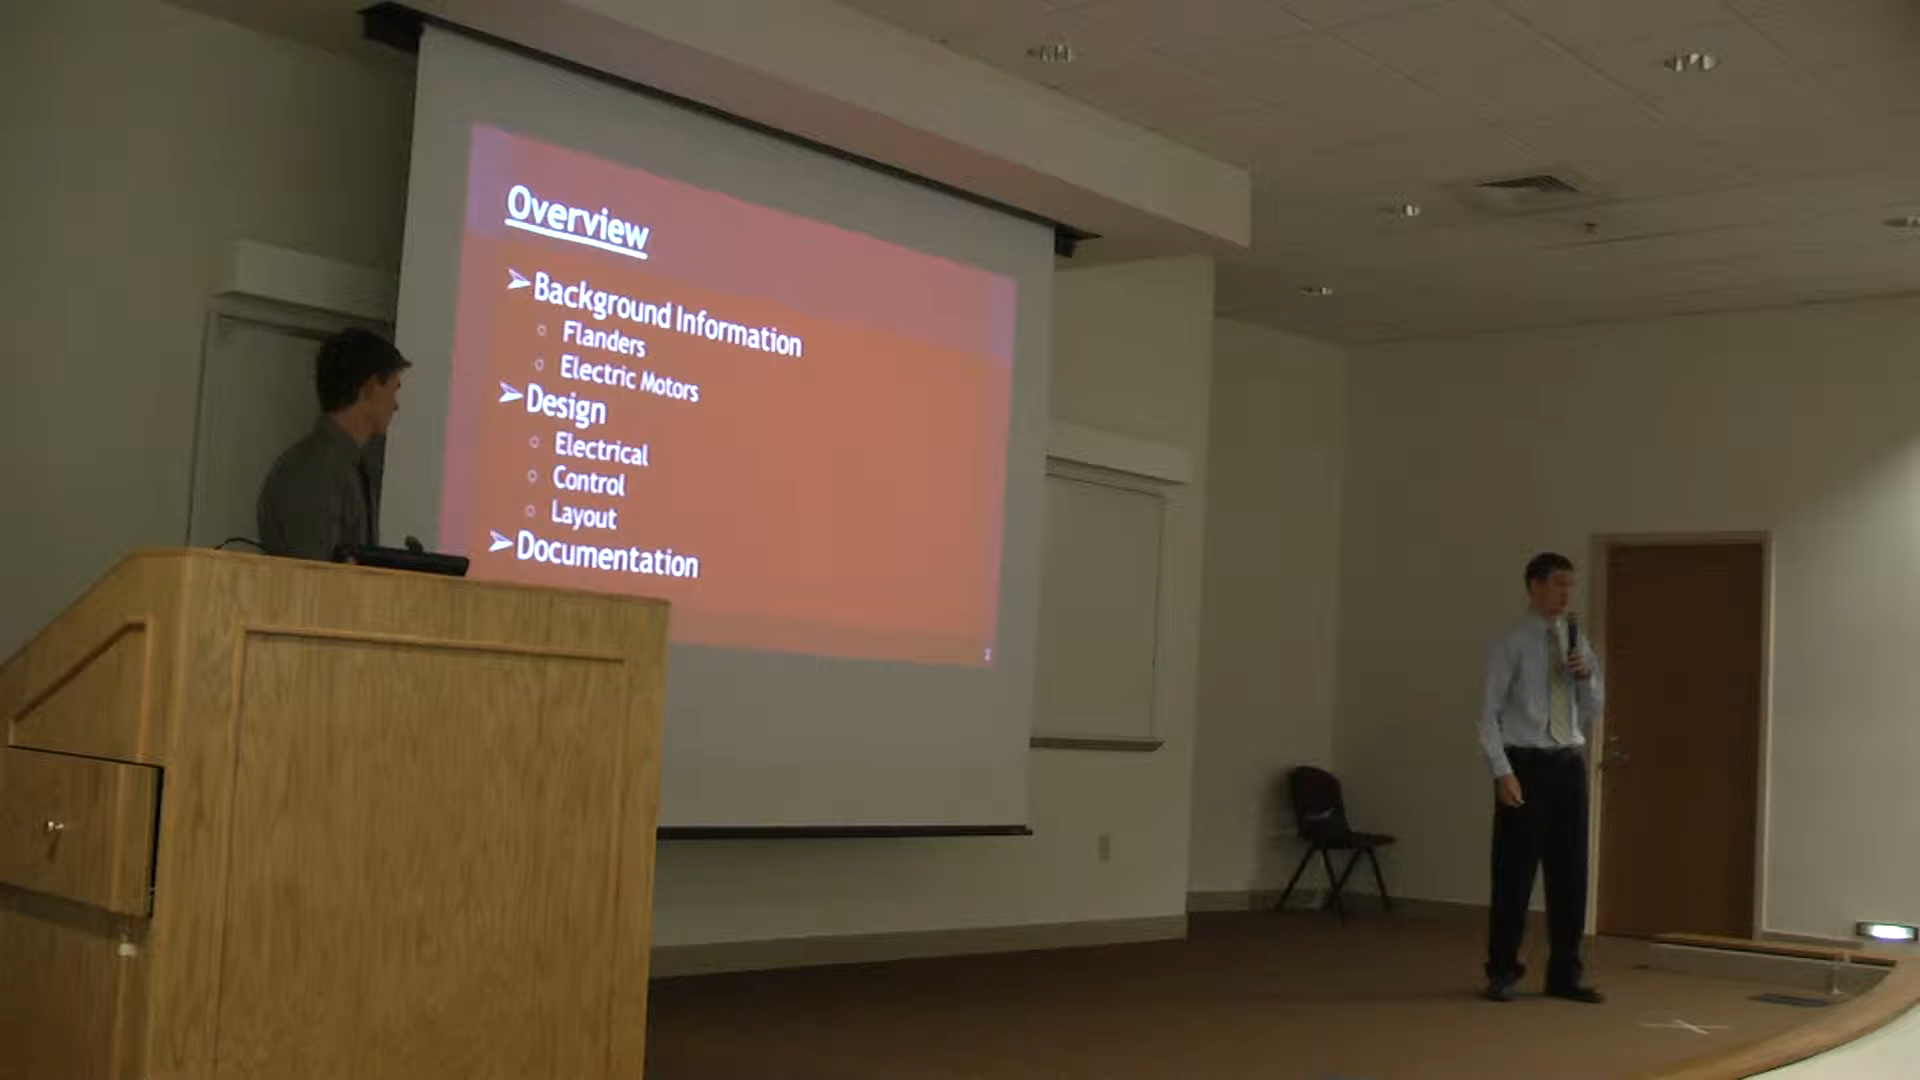 Overview
Background Information
Flanders
Electric Motors
Design
Electrical
Control
Layout
Documentation